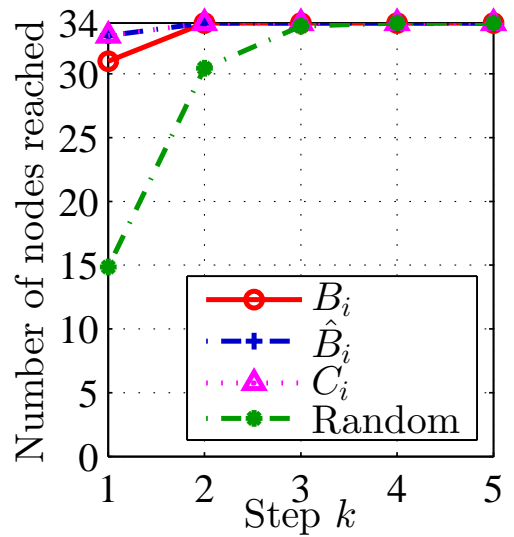 Number of nodes reached
34
30
25
20
15
10
5
0
B_i
B̂_i
C_i
Random
1 2 3 4 5
Step k